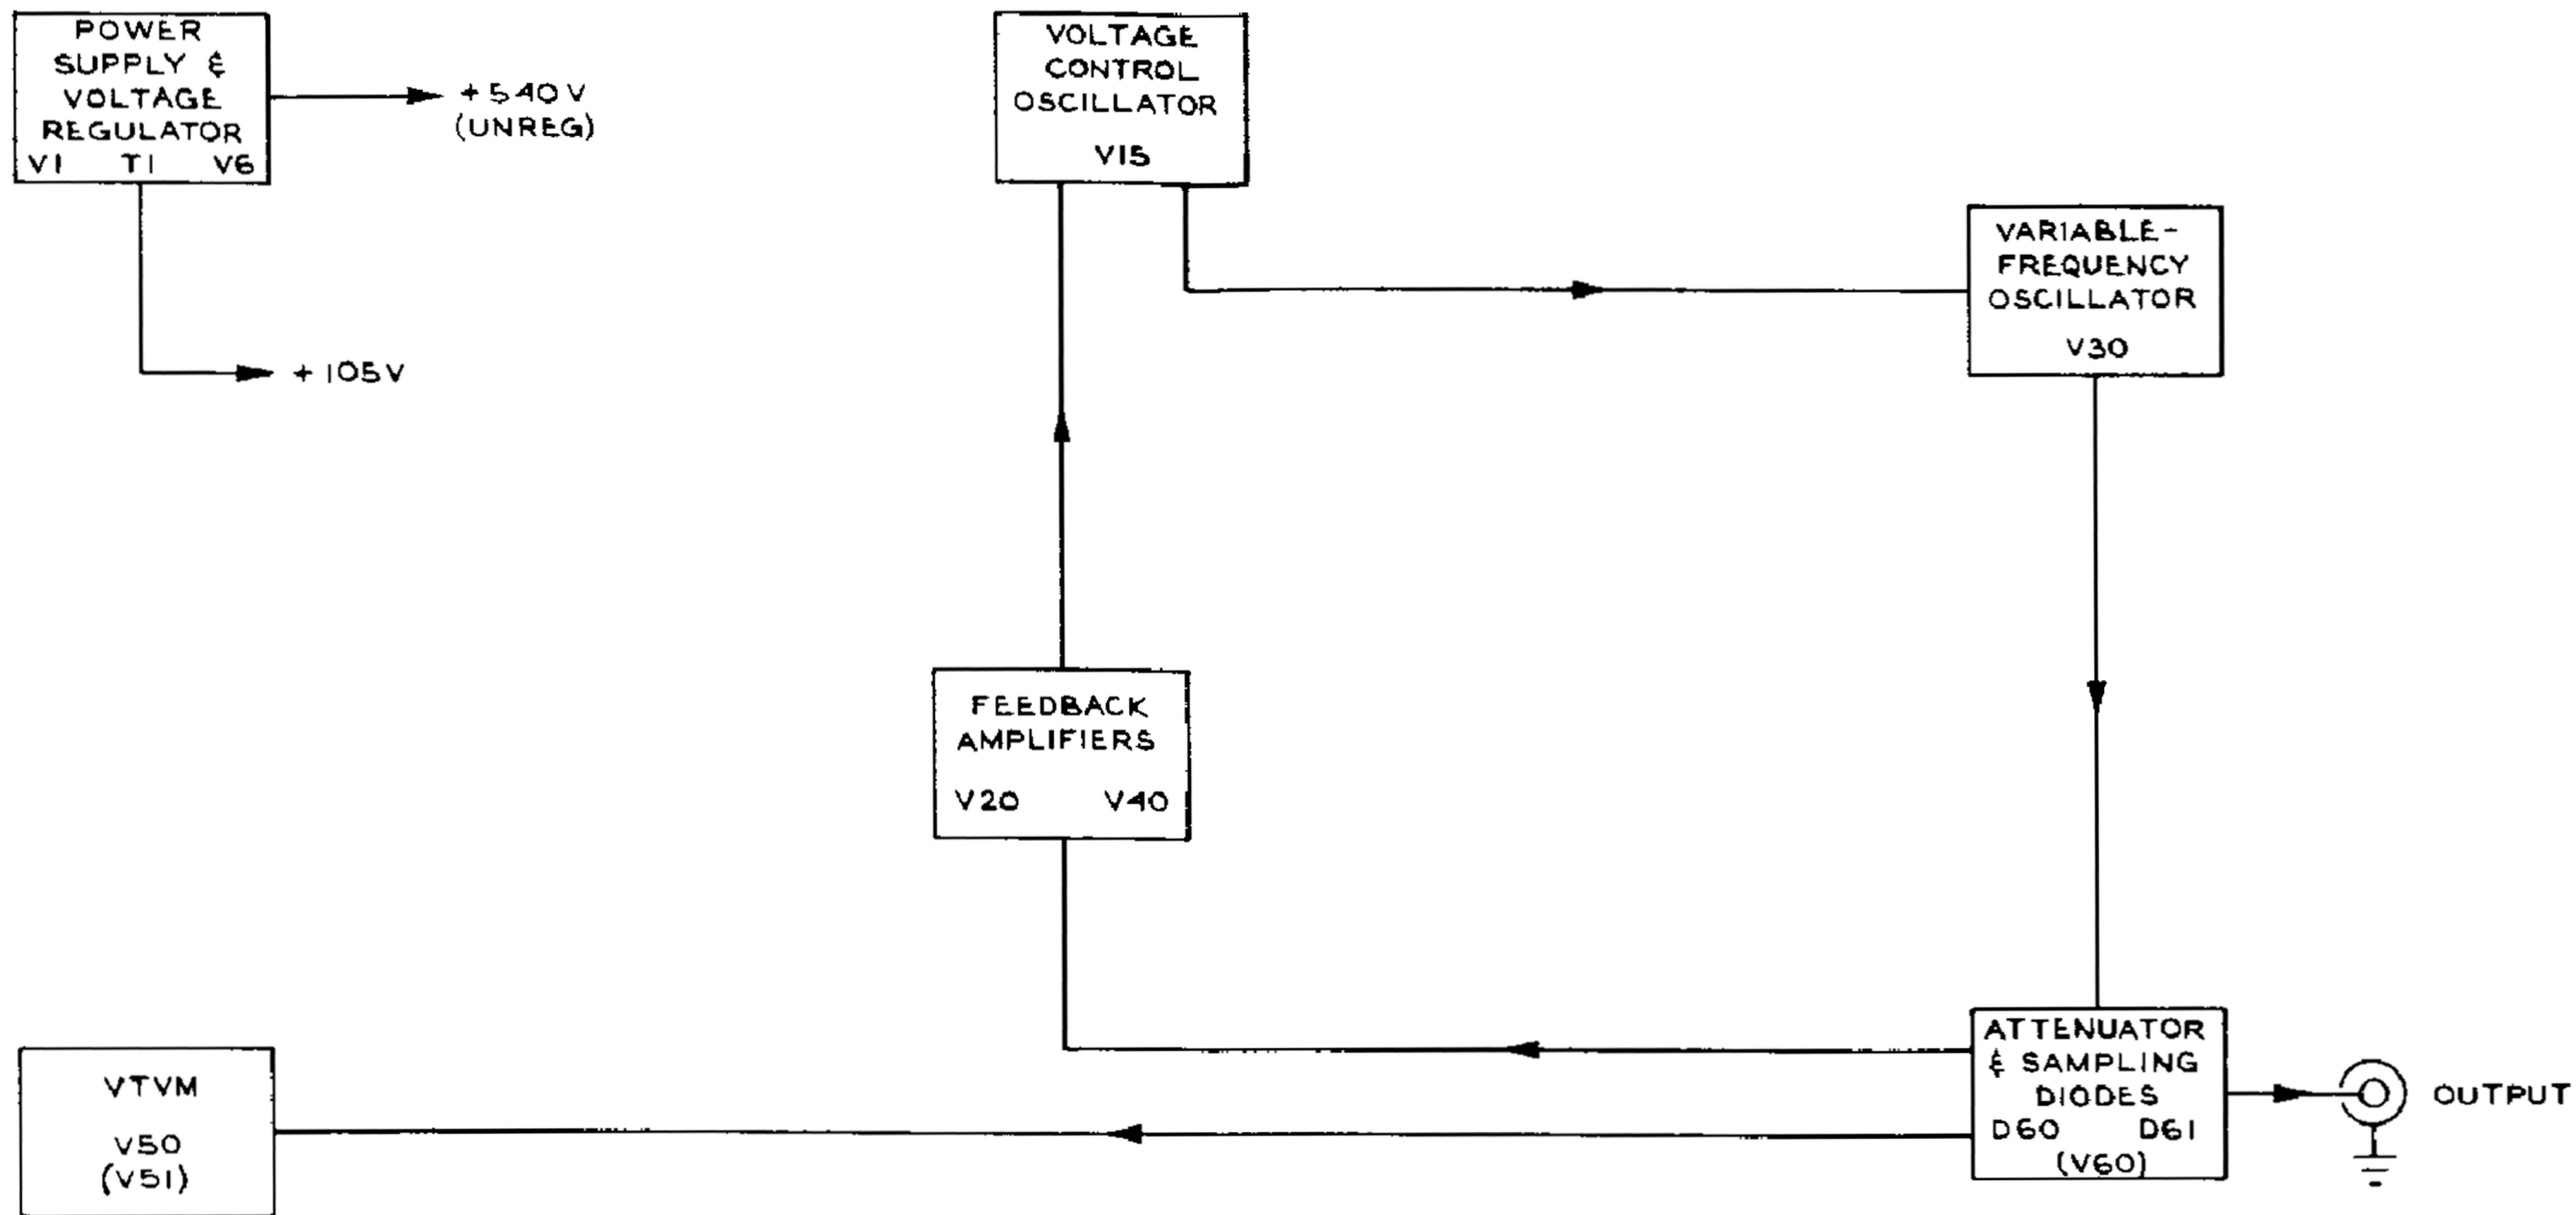 POWER
SUPPLY &
VOLTAGE
REGULATOR
V1 T1 V6
+540V
(UNREG)
+105V
VOLTAGE
CONTROL
OSCILLATOR
V15
VARIABLE-
FREQUENCY
OSCILLATOR
V30
FEEDBACK
AMPLIFIERS
V20 V40
VTVM
V50
(V51)
ATTENUATOR
& SAMPLING
DIODES
D60 D61
(V60)
OUTPUT